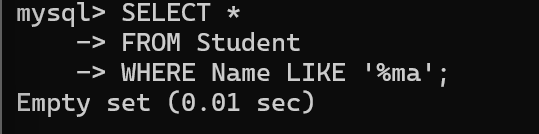 mysql> SELECT *
    -> FROM Student
    -> WHERE Name LIKE '%ma';
Empty set (0.01 sec)